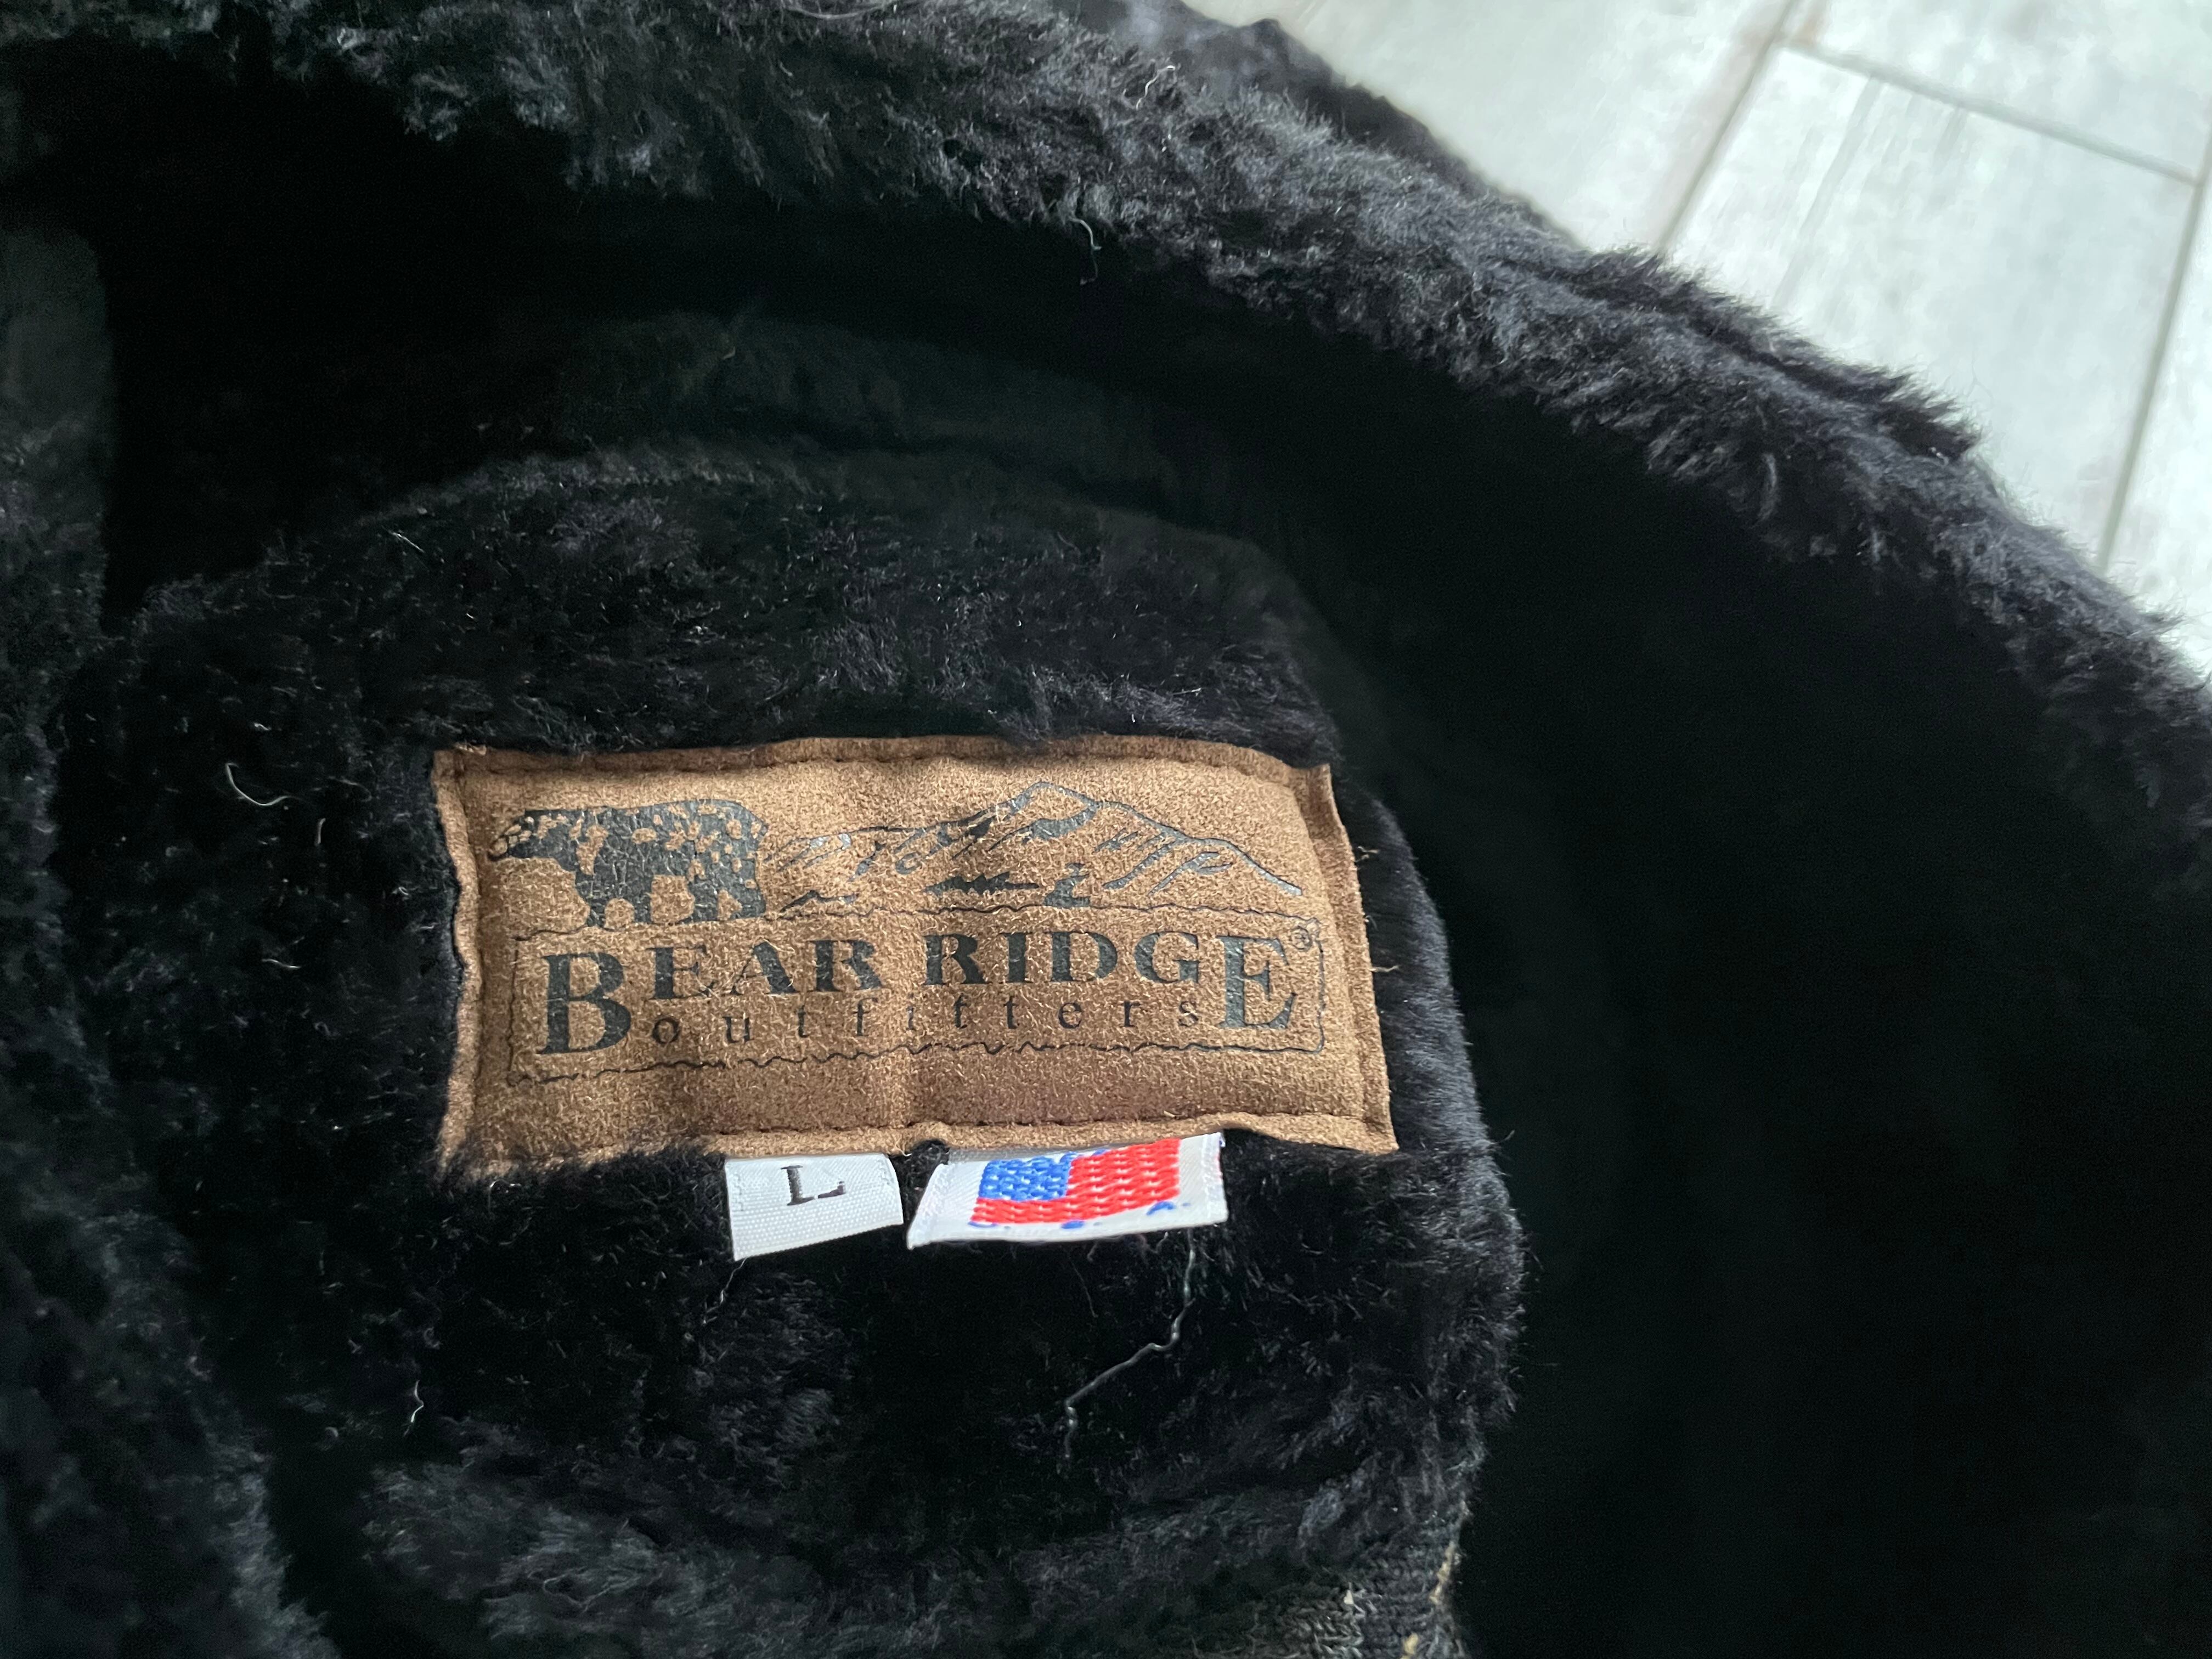 BEAR RIDGE®
outfitters
L
U. S. A.